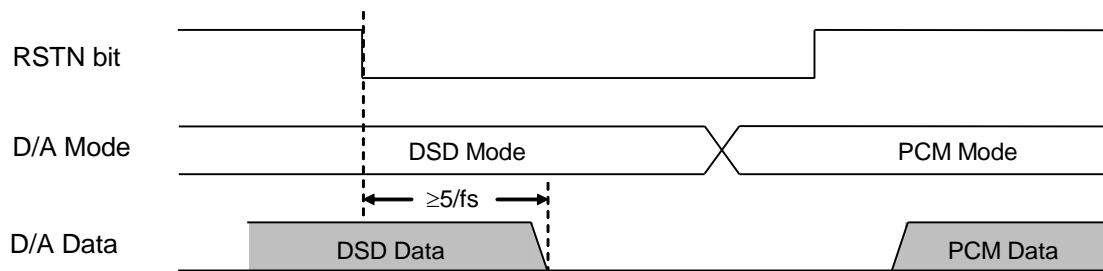 RSTN bit
D/A Mode
DSD Mode
PCM Mode
≥5/fs
D/A Data
DSD Data
PCM Data